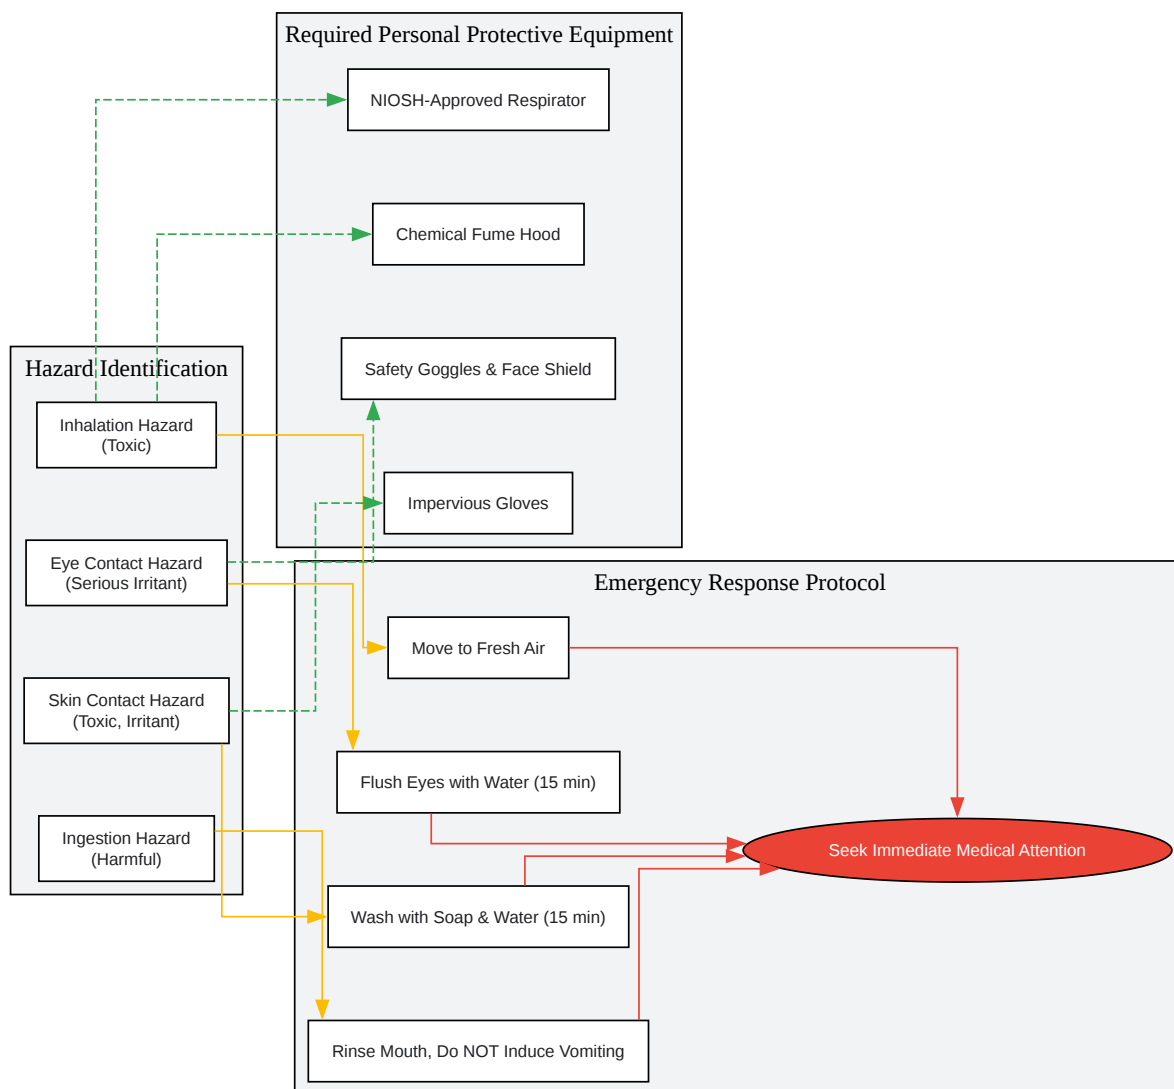 Required Personal Protective Equipment
NIOSH-Approved Respirator
Chemical Fume Hood
Safety Goggles & Face Shield
Impervious Gloves
Hazard Identification
Inhalation Hazard
(Toxic)
Eye Contact Hazard
(Serious Irritant)
Skin Contact Hazard
(Toxic, Irritant)
Ingestion Hazard
(Harmful)
Emergency Response Protocol
Move to Fresh Air
Flush Eyes with Water (15 min)
Seek Immediate Medical Attention
Wash with Soap & Water (15 min)
Rinse Mouth, Do NOT Induce Vomiting